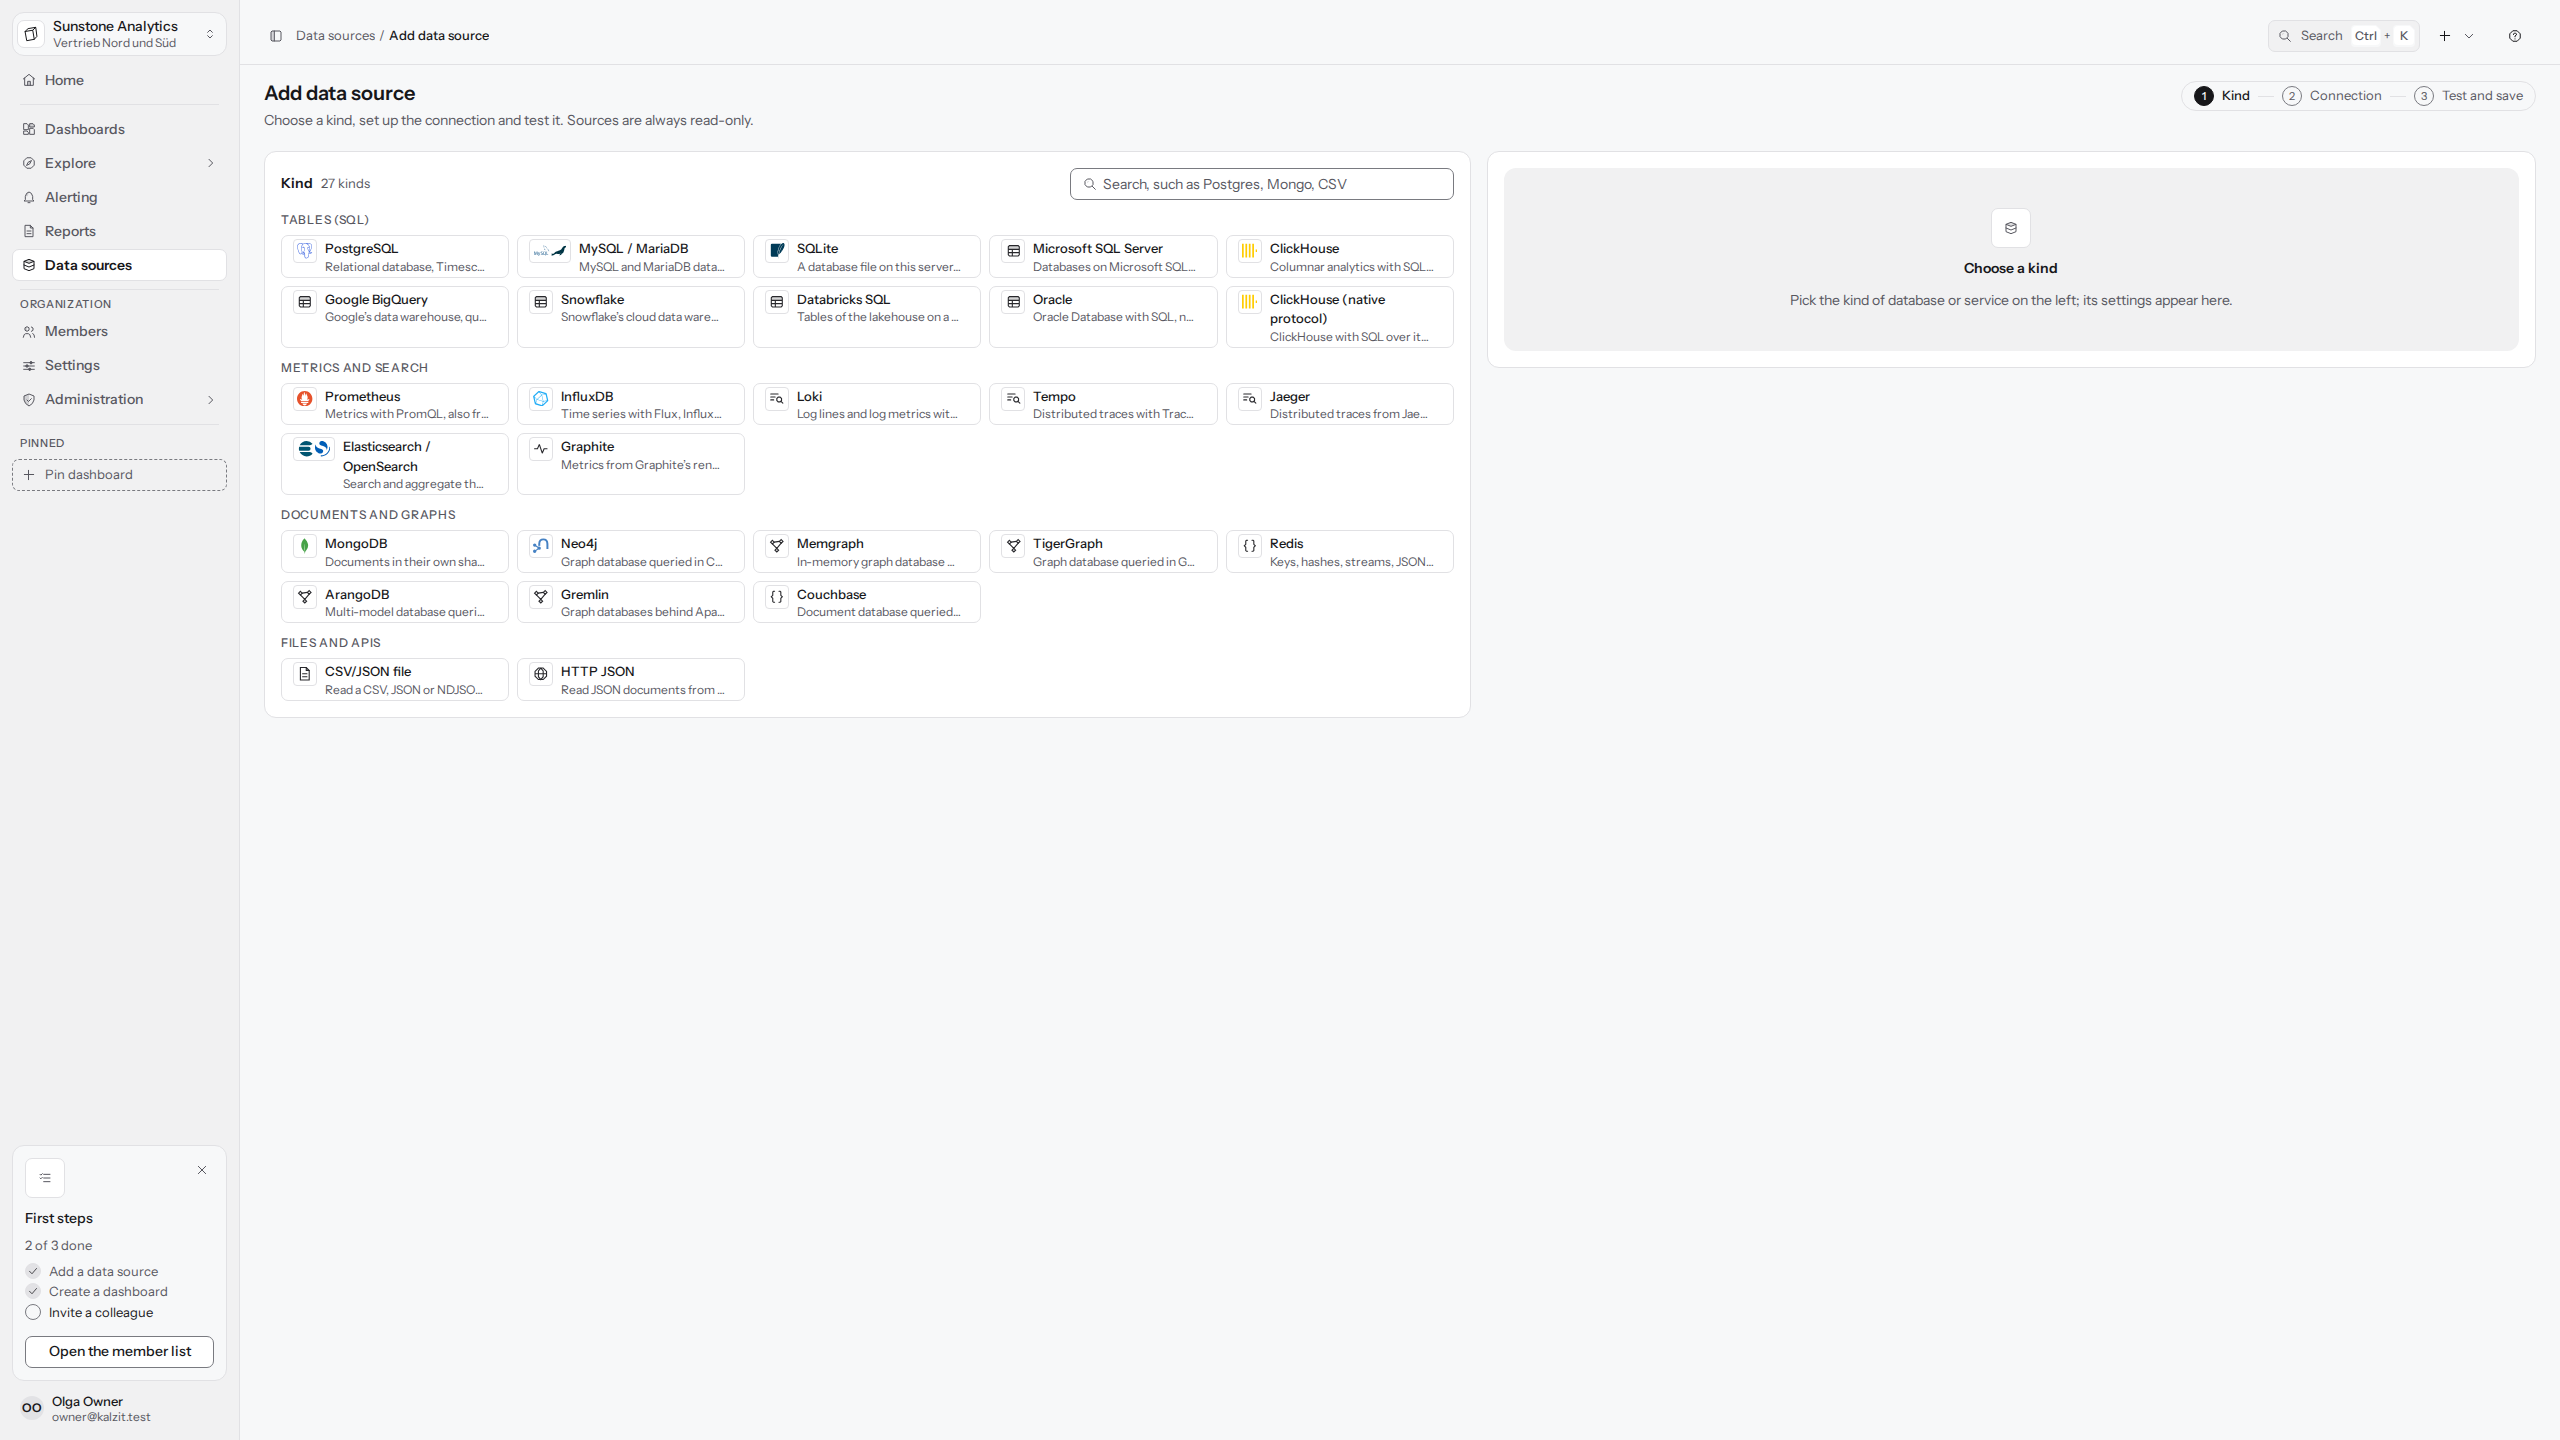 Sunstone Analytics
Vertrieb Nord und Süd
Home
Dashboards
Explore
Alerting
Reports
Data sources
ORGANIZATION
Members
Settings
Administration
PINNED
Pin dashboard
First steps
2 of 3 done
Add a data source
Create a dashboard
Invite a colleague
Open the member list
OO
Olga Owner
owner@kalzit.test
Data sources / Add data source
Search Ctrl + K
Add data source
Choose a kind, set up the connection and test it. Sources are always read-only.
1 Kind 2 Connection 3 Test and save
Kind 27 kinds
Search, such as Postgres, Mongo, CSV
TABLES (SQL)
PostgreSQL
Relational database, Timesc...
MySQL / MariaDB
MySQL and MariaDB data...
SQLite
A database file on this server...
Microsoft SQL Server
Databases on Microsoft SQL...
ClickHouse
Columnar analytics with SQL...
Google BigQuery
Google's data warehouse, qu...
Snowflake
Snowflake's cloud data ware...
Databricks SQL
Tables of the lakehouse on a ...
Oracle
Oracle Database with SQL, n...
ClickHouse (native
protocol)
ClickHouse with SQL over it...
METRICS AND SEARCH
Prometheus
Metrics with PromQL, also fr...
InfluxDB
Time series with Flux, Influx...
Loki
Log lines and log metrics wit...
Tempo
Distributed traces with Trac...
Jaeger
Distributed traces from Jae...
Elasticsearch /
OpenSearch
Search and aggregate th...
Graphite
Metrics from Graphite's ren...
DOCUMENTS AND GRAPHS
MongoDB
Documents in their own sha...
Neo4j
Graph database queried in C...
Memgraph
In-memory graph database ...
TigerGraph
Graph database queried in G...
Redis
Keys, hashes, streams, JSON...
ArangoDB
Multi-model database queri...
Gremlin
Graph databases behind Apa...
Couchbase
Document database queried...
FILES AND APIS
CSV/JSON file
Read a CSV, JSON or NDJSO...
HTTP JSON
Read JSON documents from ...
Choose a kind
Pick the kind of database or service on the left; its settings appear here.